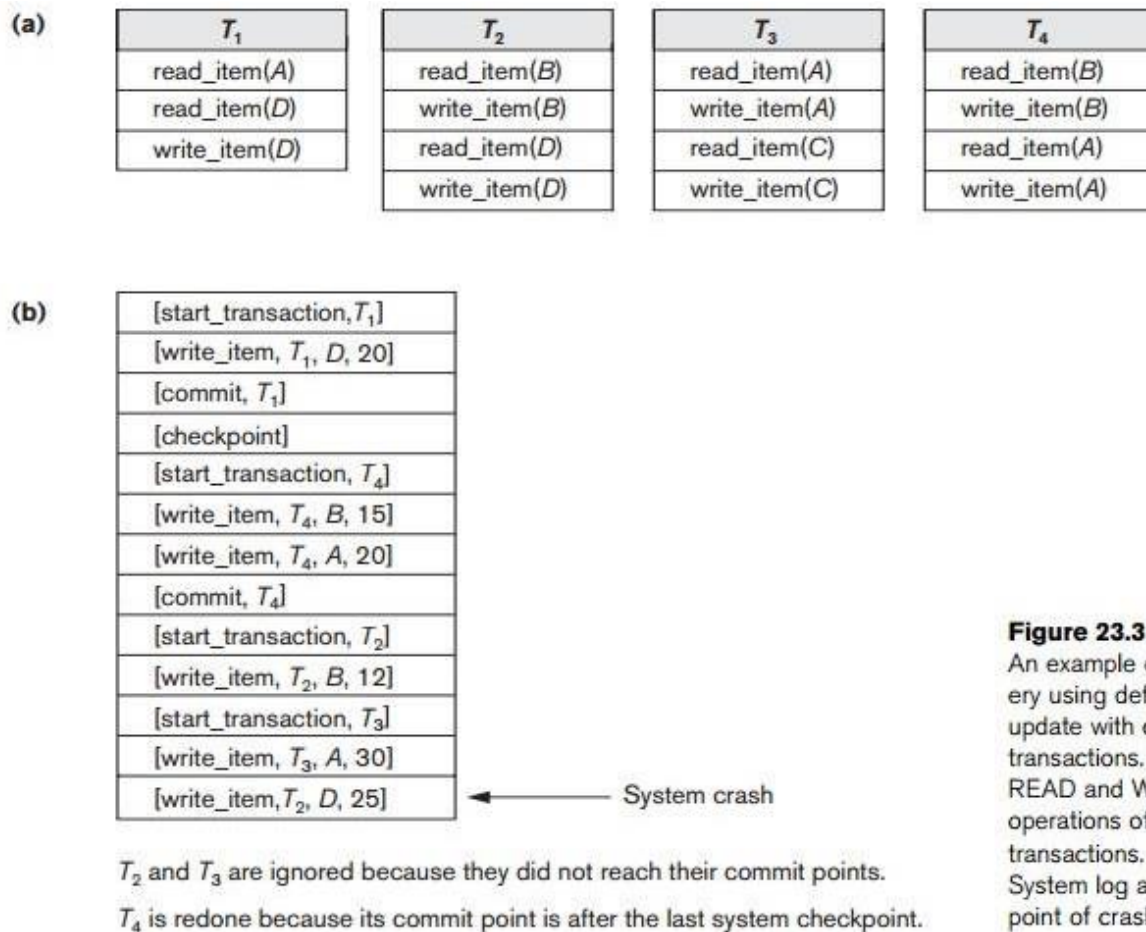 (a)
T₁ T₂ T₃ T₄
read_item(A) read_item(B) read_item(A) read_item(B)
read_item(D) write_item(B) write_item(A) write_item(B)
write_item(D) read_item(D) read_item(C) read_item(A)
write_item(D) write_item(C) write_item(A)
(b)
[start_transaction,T₁]
[write_item, T₁, D, 20]
[commit, T₁]
[checkpoint]
[start_transaction, T₄]
[write_item, T₄, B, 15]
[write_item, T₄, A, 20]
[commit, T₄]
[start_transaction, T₂]
[write_item, T₂, B, 12]
[start_transaction, T₃]
[write_item, T₃, A, 30]
[write_item,T₂, D, 25] System crash
T₂ and T₃ are ignored because they did not reach their commit points.
T₄ is redone because its commit point is after the last system checkpoint.
Figure 23.3
An example
ery using
update with
transactions.
READ and
operations
transactions.
System log
point of